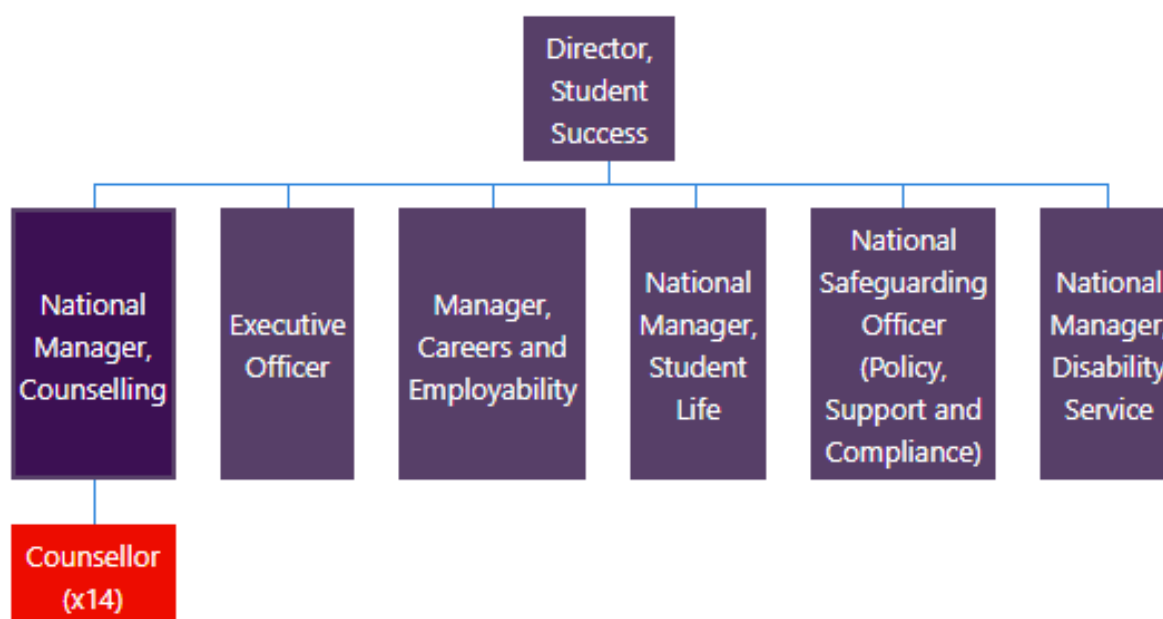 Director,
Student
Success
National
Manager,
Counselling
Executive
Officer
Manager,
Careers and
Employability
National
Manager,
Student
Life
National
Safeguarding
Officer
(Policy,
Support and
Compliance)
National
Manager,
Disability
Service
Counsellor
(x14)